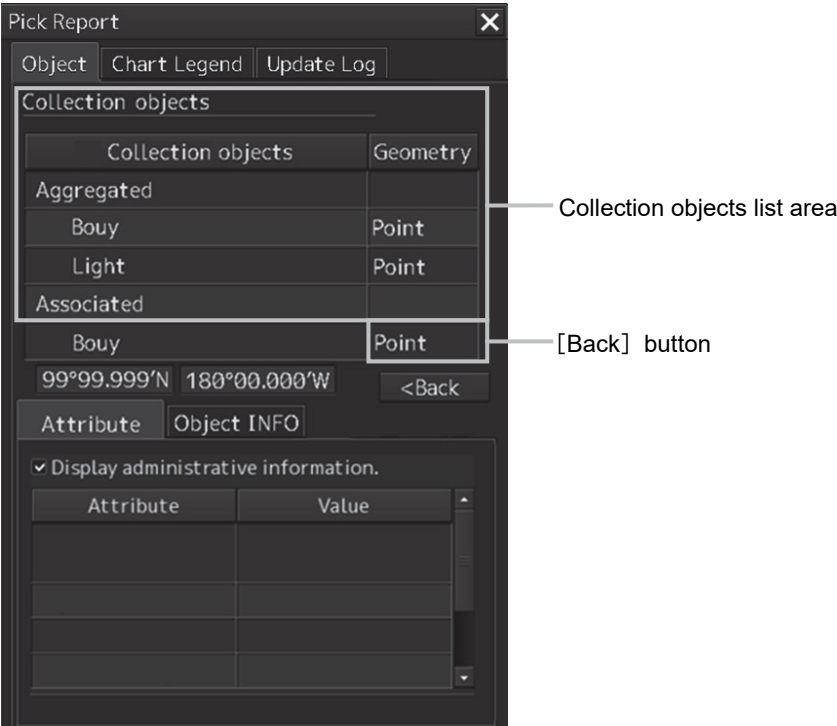 Pick Report
Object Chart Legend Update Log
Collection objects
Collection objects Geometry
Aggregated
Bouy Point
Light Point
Associated
Bouy Point
99°99.999′N 180°00.000′W <Back
Attribute Object INFO
Display administrative information.
Attribute Value
Collection objects list area
［Back］ button